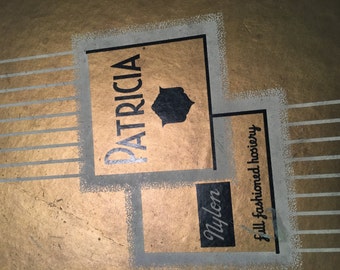 PATRICIA
Nylon
full fashioned hosiery